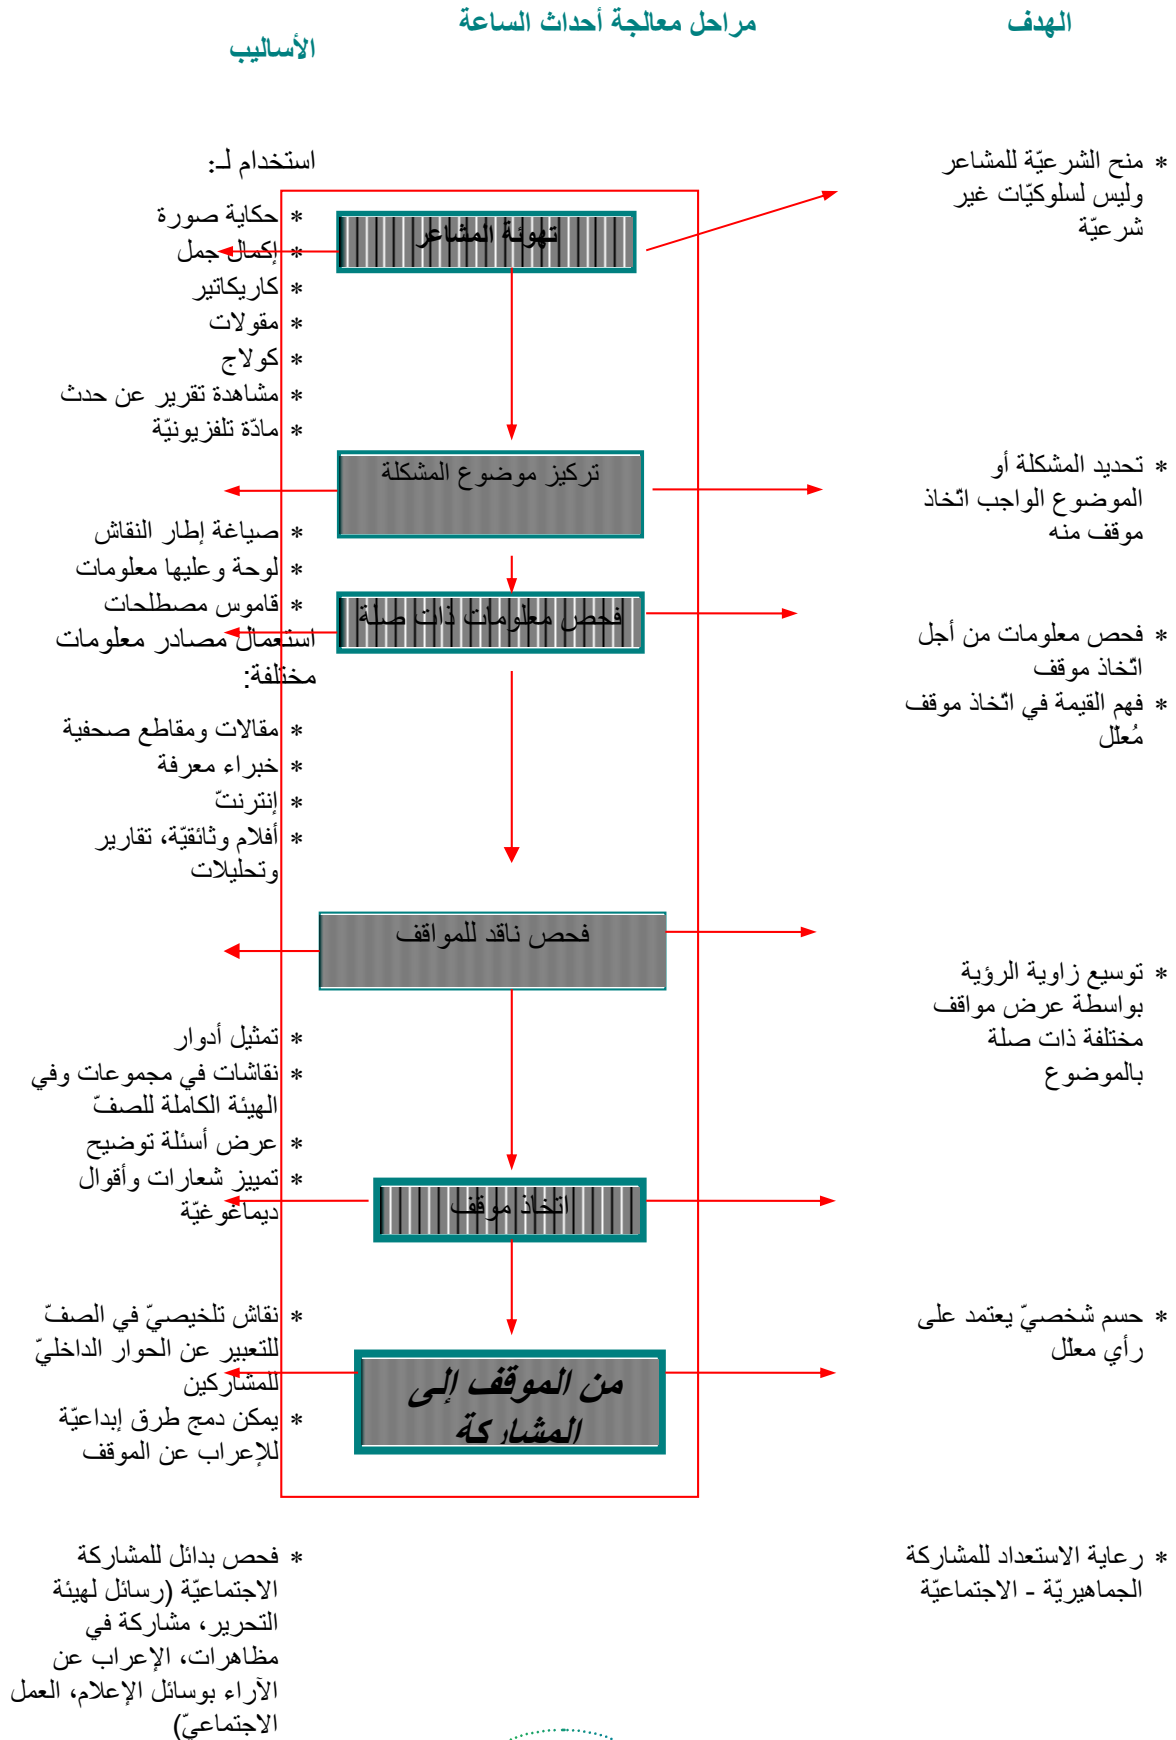 الهدف
مراحل معالجة أحداث الساعة
الأساليب
* منح الشرعيّة للمشاعر
وليس لسلوكيّات غير
شرعيّة
تهوئة المشاعر
استخدام لـ:
* حكاية صورة
* إكمال جمل
* كاريكاتير
* مقولات
* كولاج
* مشاهدة تقرير عن حدث
* مادّة تلفزيونيّة
* تحديد المشكلة أو
الموضوع الواجب اتّخاذ
موقف منه
تركيز موضوع المشكلة
* صياغة إطار النقاش
* لوحة وعليها معلومات
* قاموس مصطلحات
* فحص معلومات من أجل
اتّخاذ موقف
* فهم القيمة في اتّخاذ موقف
مُعلّل
فحص معلومات ذات صلة
استعمال مصادر معلومات
مختلفة:
* مقالات ومقاطع صحفية
* خبراء معرفة
* إنترنتّ
* أفلام وثائقيّة، تقارير
وتحليلات
* توسيع زاوية الرؤية
بواسطة عرض مواقف
مختلفة ذات صلة
بالموضوع
فحص ناقد للمواقف
* تمثيل أدوار
* نقاشات في مجموعات وفي
الهيئة الكاملة للصفّ
* عرض أسئلة توضيح
* تمييز شعارات وأقوال
ديماغوغيّة
* حسم شخصيّ يعتمد على
رأي معلّل
اتخاذ موقف
* نقاش تلخيصيّ في الصفّ
للتعبير عن الحوار الداخليّ
للمشاركين
* يمكن دمج طرق إبداعيّة
للإعراب عن الموقف
* رعاية الاستعداد للمشاركة
الجماهيريّة - الاجتماعيّة
من الموقف إلى
المشاركة
* فحص بدائل للمشاركة
الاجتماعيّة (رسائل لهيئة
التحرير، مشاركة في
مظاهرات، الإعراب عن
الآراء بوسائل الإعلام، العمل
الاجتماعيّ)